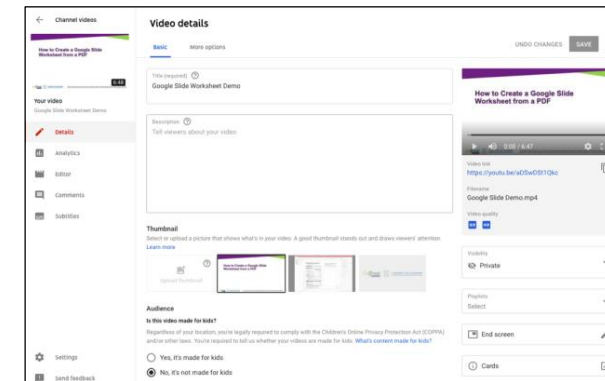 Channel videos
How to Create a Google Slide
Worksheet from a PDF
6:48
Your video
Google Slide Worksheet Demo
Details
Analytics
Editor
Comments
Subtitles
Settings
Send feedback
Video details
Basic
More options
UNDO CHANGES
SAVE
Title (required)
Google Slide Worksheet Demo
Description
Tell viewers about your video
Thumbnail
Select or upload a picture that shows what's in your video. A good thumbnail stands out and draws viewers' attention.
Learn more
Upload thumbnail
How to Create a Google Slide
Worksheet from a PDF
Audience
Is this video made for kids?
Regardless of your location, you're legally required to comply with the Children's Online Privacy Protection Act (COPPA)
and/or other laws. You're required to tell us whether your videos are made for kids. What's content made for kids?
Yes, it's made for kids
No, it's not made for kids
How to Create a Google Slide
Worksheet from a PDF
0:00 / 6:47
Video link
https://youtu.be/aDSwDSt1Qkc
Filename
Google Slide Demo.mp4
Video quality
Visibility
Private
Playlists
Select
End screen
Cards